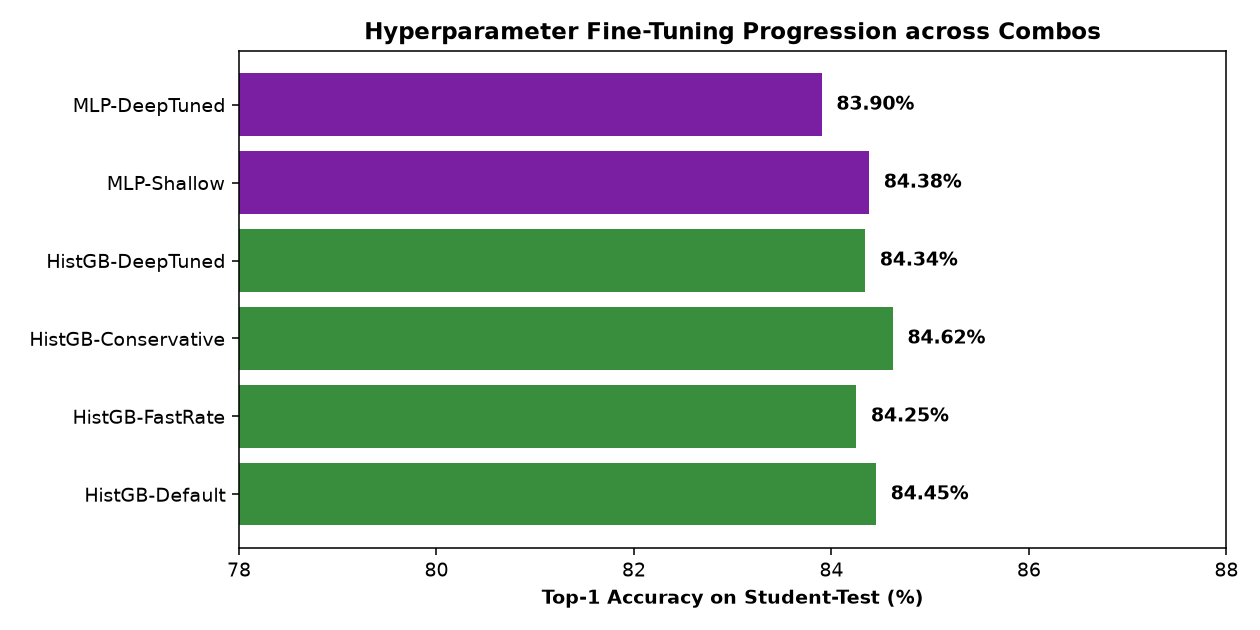 Hyperparameter Fine-Tuning Progression across Combos
MLP-DeepTuned
83.90%
MLP-Shallow
84.38%
HistGB-DeepTuned
84.34%
HistGB-Conservative
84.62%
HistGB-FastRate
84.25%
HistGB-Default
84.45%
78 80 82 84 86 88
Top-1 Accuracy on Student-Test (%)